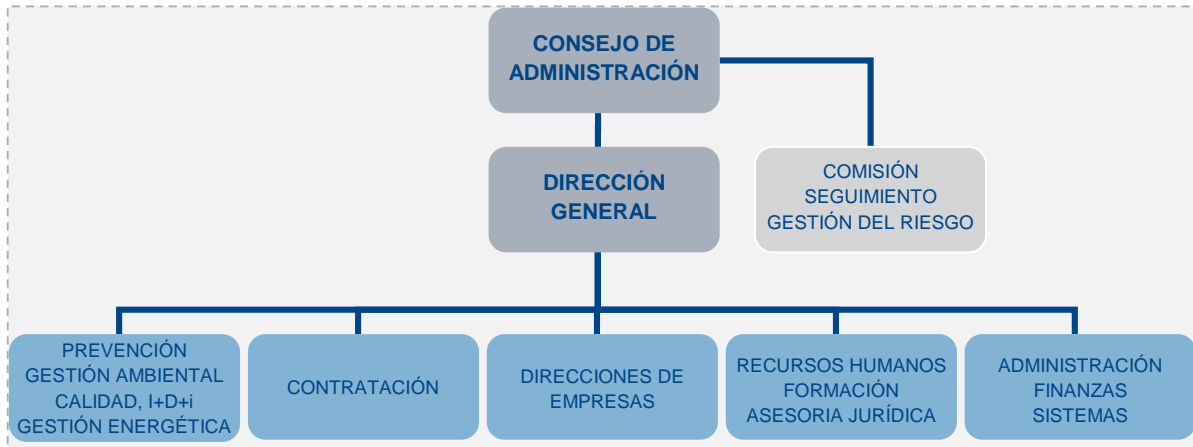 CONSEJO DE
ADMINISTRACIÓN
DIRECCIÓN
GENERAL
COMISIÓN
SEGUIMIENTO
GESTIÓN DEL RIESGO
PREVENCIÓN
GESTIÓN AMBIENTAL
CALIDAD, I+D+i
GESTIÓN ENERGÉTICA
CONTRATACIÓN
DIRECCIONES DE
EMPRESAS
RECURSOS HUMANOS
FORMACIÓN
ASESORIA JURÍDICA
ADMINISTRACIÓN
FINANZAS
SISTEMAS